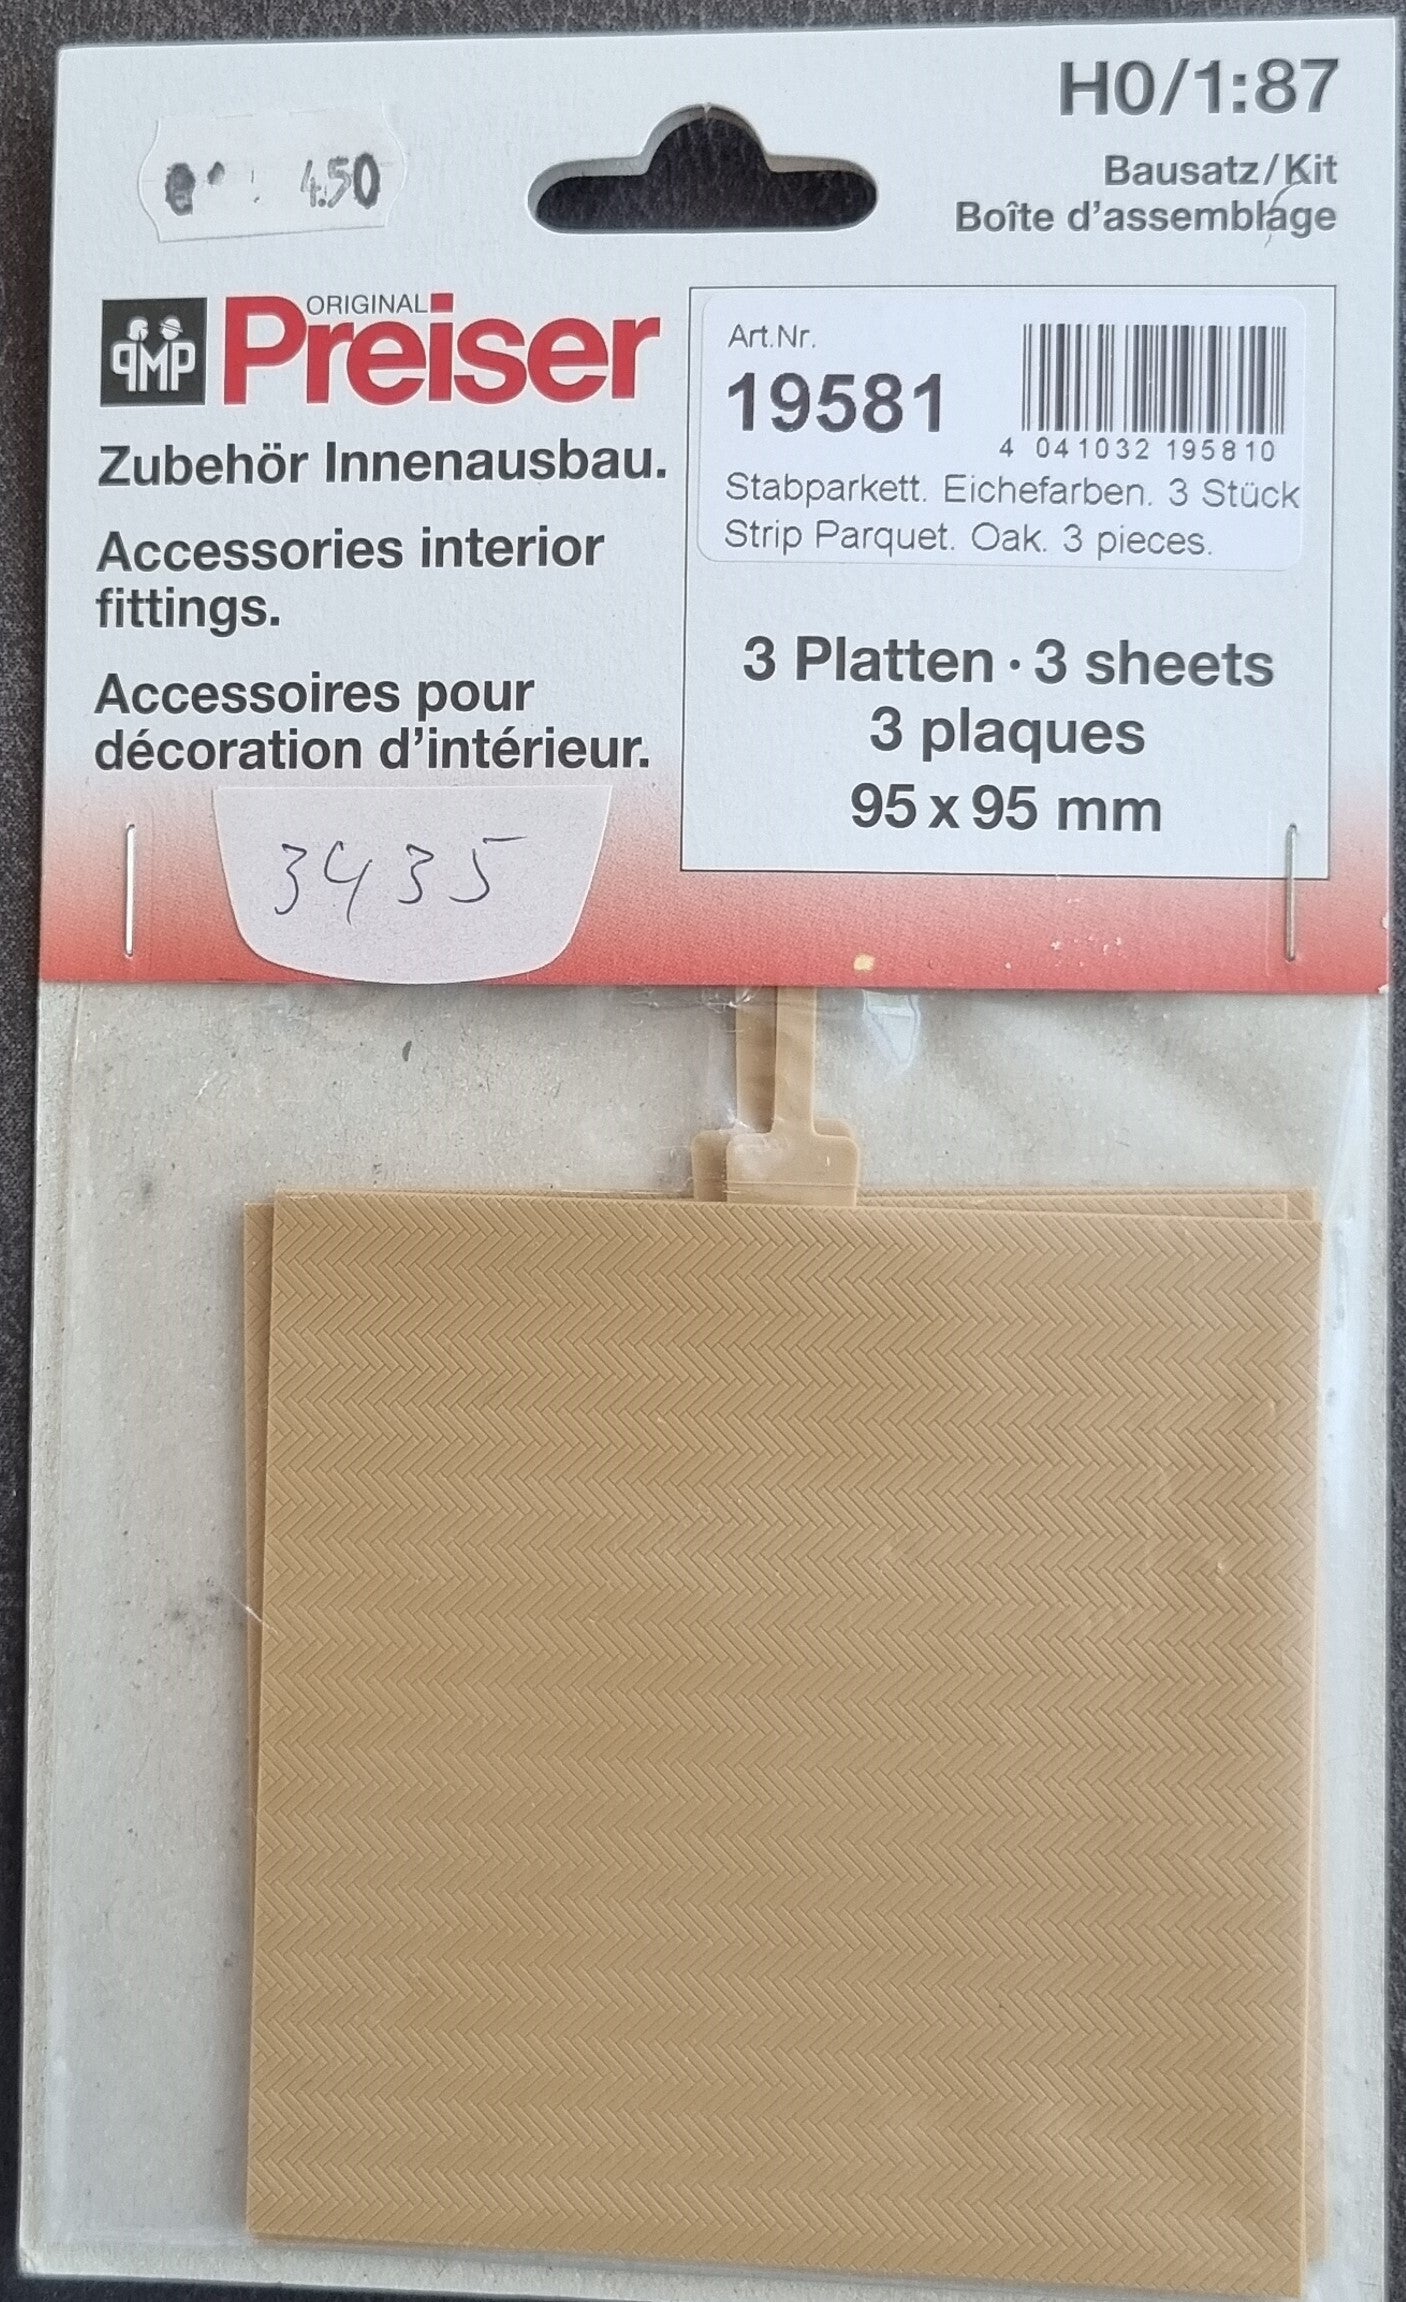 H0/1:87
Bausatz/Kit
Boîte d'assemblage
4.50
PMP
ORIGINAL
Preiser
Zubehör Innenausbau.
Accessories interior
fittings.
Accessoires pour
décoration d'intérieur.
Art.Nr.
19581
4 041032 195810
Stabparkett. Eichefarben. 3 Stück
Strip Parquet. Oak. 3 pieces.
3 Platten · 3 sheets
3 plaques
95 x 95 mm
3435